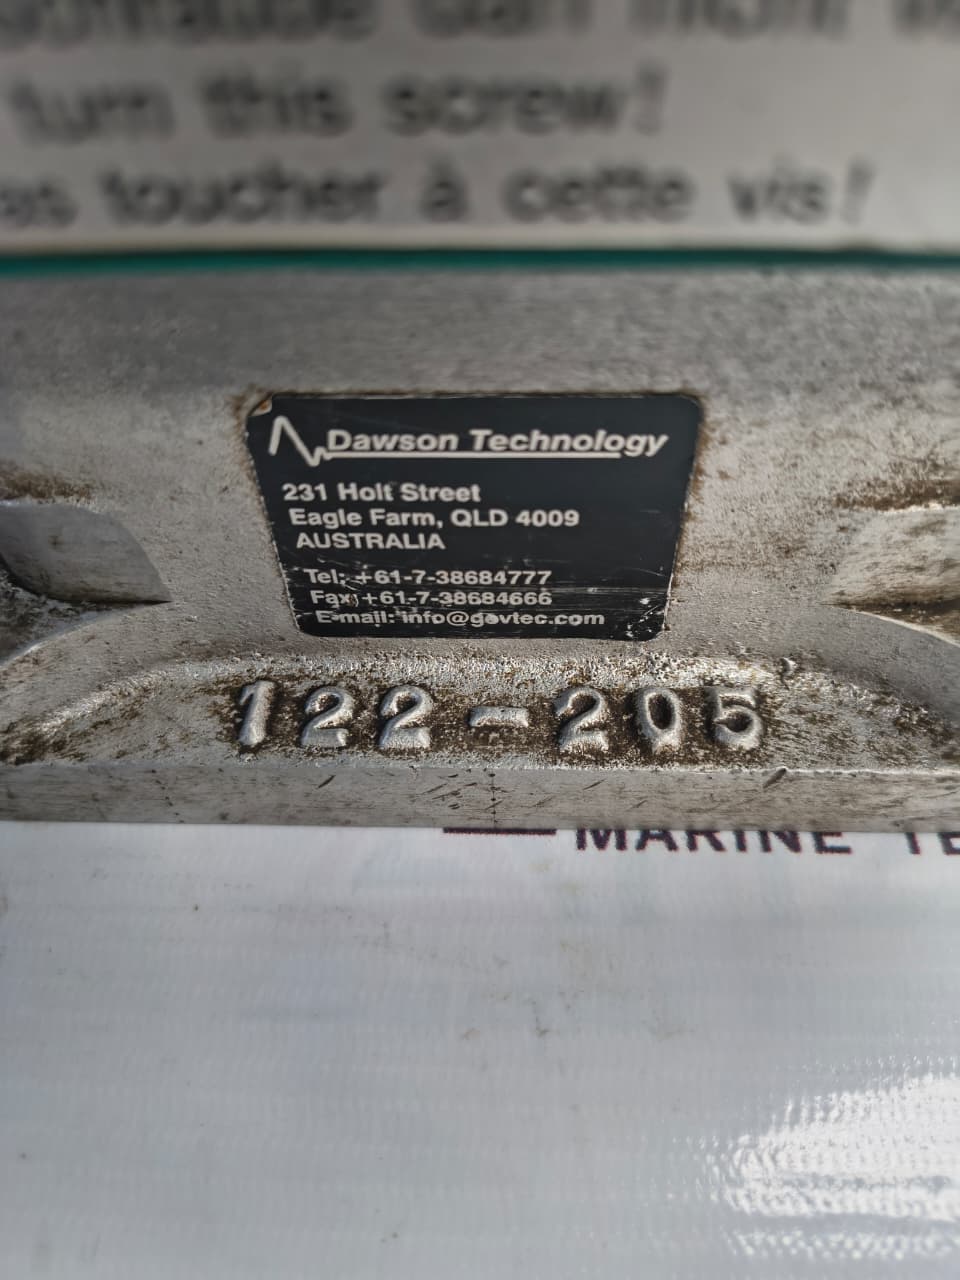 turn this screw!
toucher à cette vis!
Dawson Technology
231 Holt Street
Eagle Farm, QLD 4009
AUSTRALIA
Tel: +61-7-38684777
Fax: +61-7-38684666
E-mail: info@govtec.com
122-205
MARINE